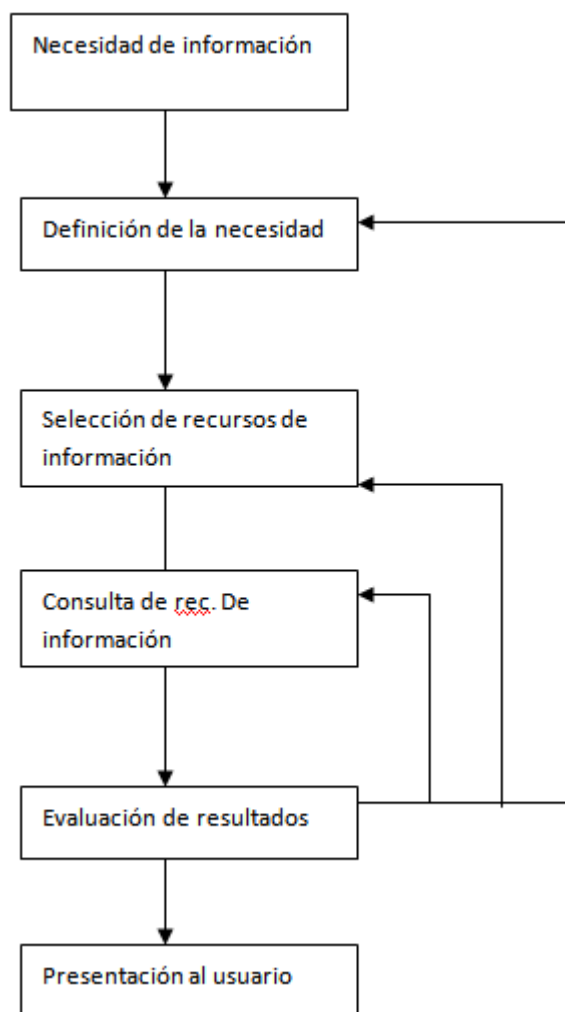 Necesidad de información
Definición de la necesidad
Selección de recursos de
información
Consulta de rec. De
información
Evaluación de resultados
Presentación al usuario